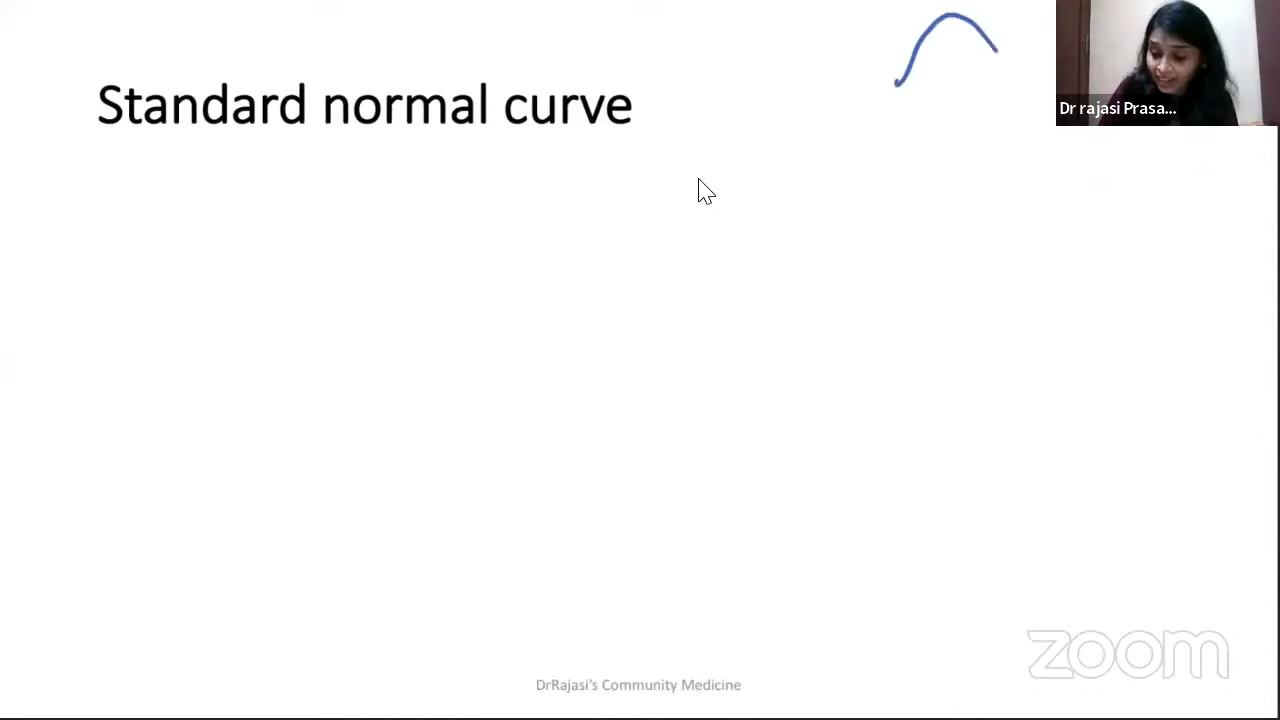 Standard normal curve
Dr rajasi Prasa...
zoom
DrRajasi's Community Medicine